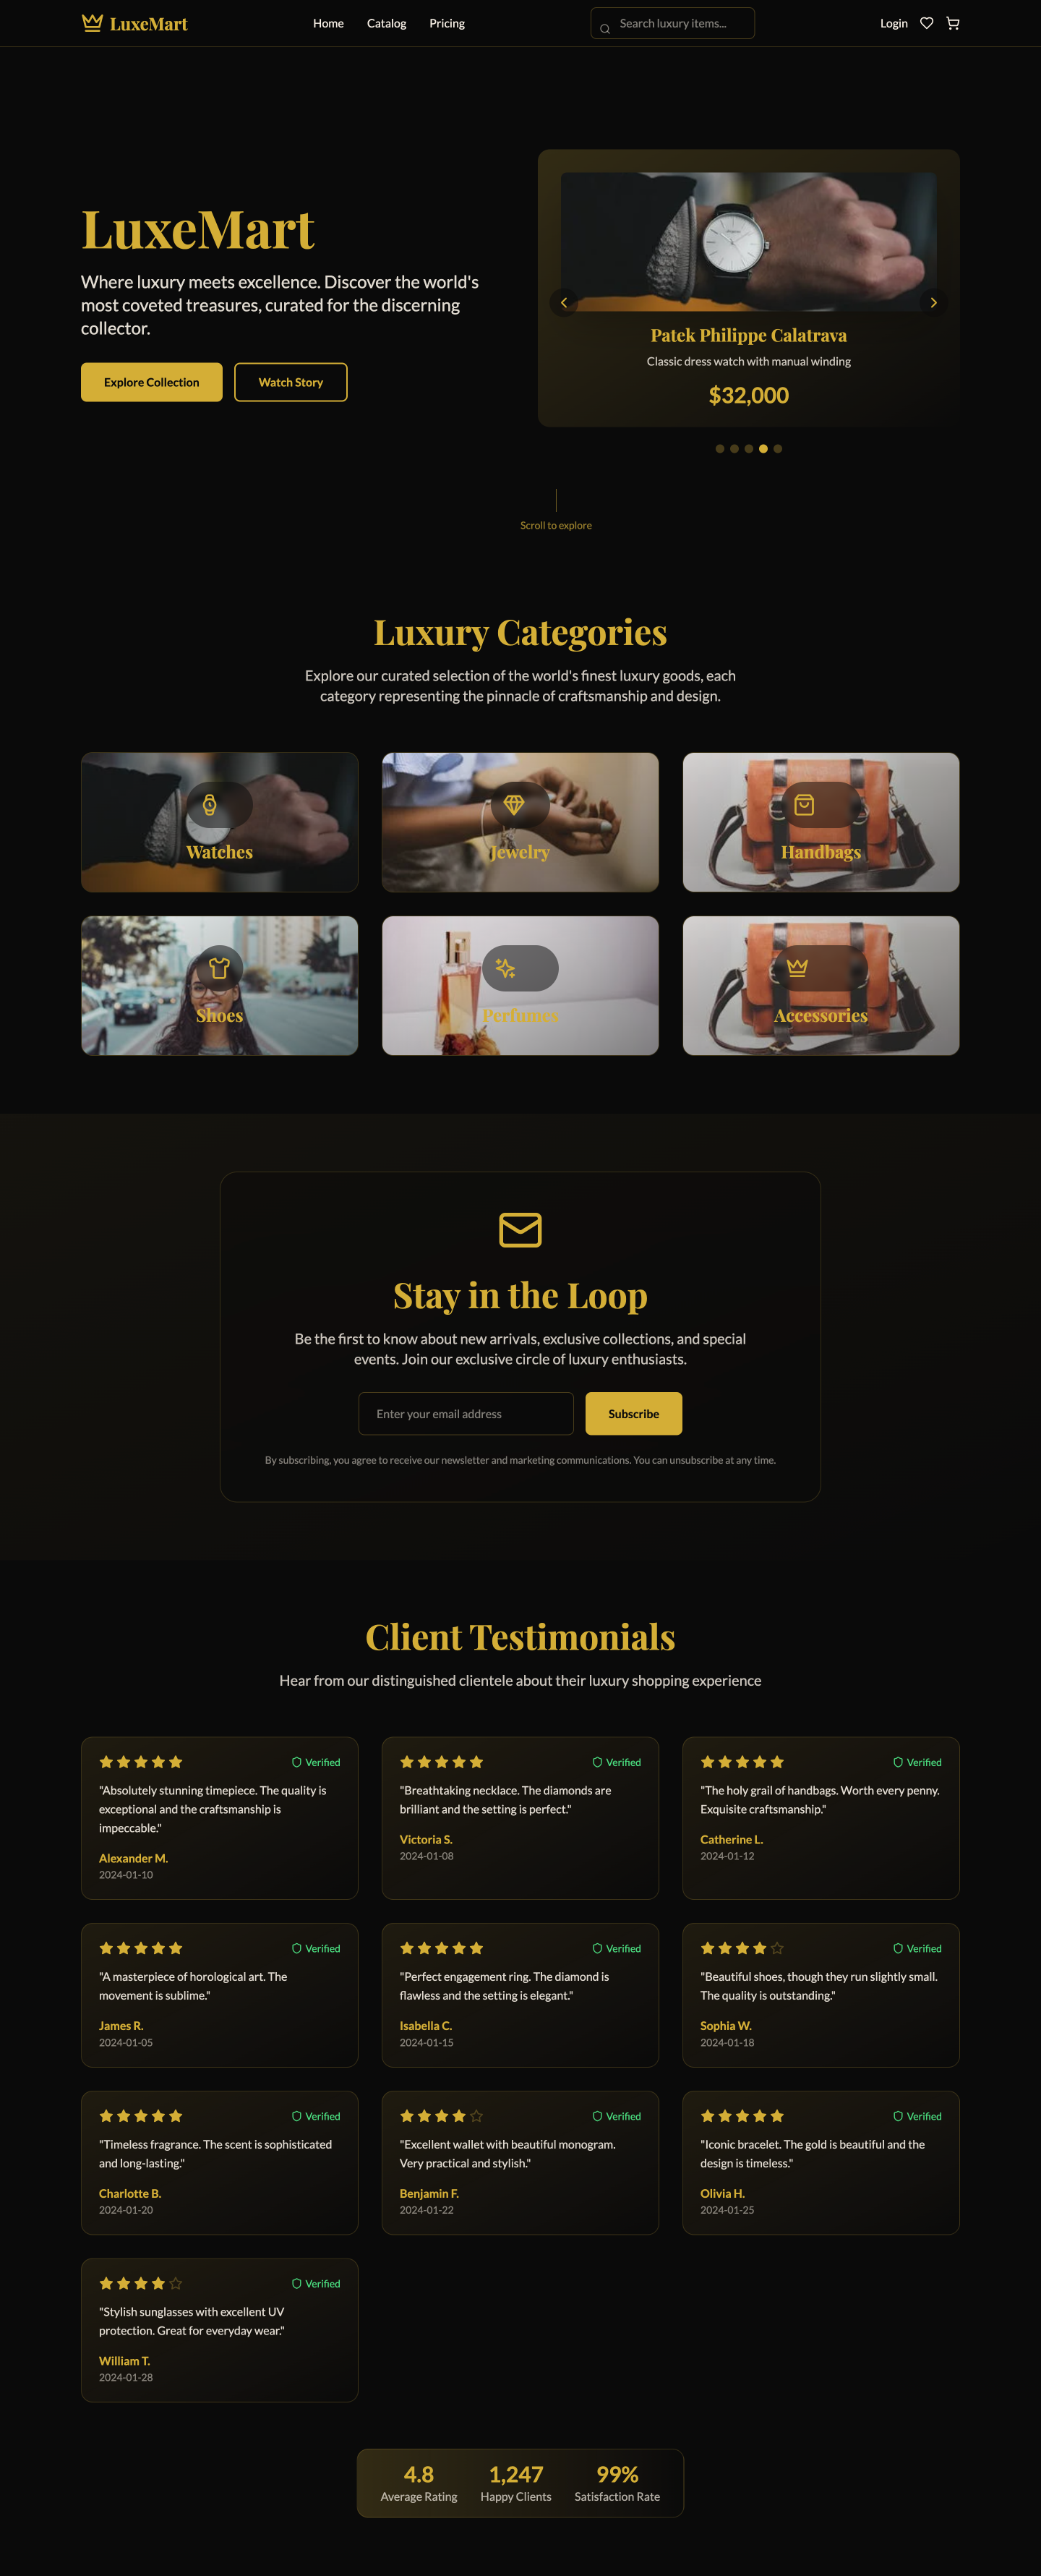 LuxeMart
Home
Catalog
Pricing
Search luxury items...
Login
LuxeMart
Where luxury meets excellence. Discover the world's
most coveted treasures, curated for the discerning
collector.
Explore Collection
Watch Story
Patek Philippe Calatrava
Classic dress watch with manual winding
$32,000
Scroll to explore
Luxury Categories
Explore our curated selection of the world's finest luxury goods, each
category representing the pinnacle of craftsmanship and design.
Watches
Jewelry
Handbags
Shoes
Perfumes
Accessories
Stay in the Loop
Be the first to know about new arrivals, exclusive collections, and special
events. Join our exclusive circle of luxury enthusiasts.
Enter your email address
Subscribe
By subscribing, you agree to receive our newsletter and marketing communications. You can unsubscribe at any time.
Client Testimonials
Hear from our distinguished clientele about their luxury shopping experience
Verified
"Absolutely stunning timepiece. The quality is
exceptional and the craftsmanship is
impeccable."
Alexander M.
2024-01-10
Verified
"Breathtaking necklace. The diamonds are
brilliant and the setting is perfect."
Victoria S.
2024-01-08
Verified
"The holy grail of handbags. Worth every penny.
Exquisite craftsmanship."
Catherine L.
2024-01-12
Verified
"A masterpiece of horological art. The
movement is sublime."
James R.
2024-01-05
Verified
"Perfect engagement ring. The diamond is
flawless and the setting is elegant."
Isabella C.
2024-01-15
Verified
"Beautiful shoes, though they run slightly small.
The quality is outstanding."
Sophia W.
2024-01-18
Verified
"Timeless fragrance. The scent is sophisticated
and long-lasting."
Charlotte B.
2024-01-20
Verified
"Excellent wallet with beautiful monogram.
Very practical and stylish."
Benjamin F.
2024-01-22
Verified
"Iconic bracelet. The gold is beautiful and the
design is timeless."
Olivia H.
2024-01-25
Verified
"Stylish sunglasses with excellent UV
protection. Great for everyday wear."
William T.
2024-01-28
4.8
Average Rating
1,247
Happy Clients
99%
Satisfaction Rate